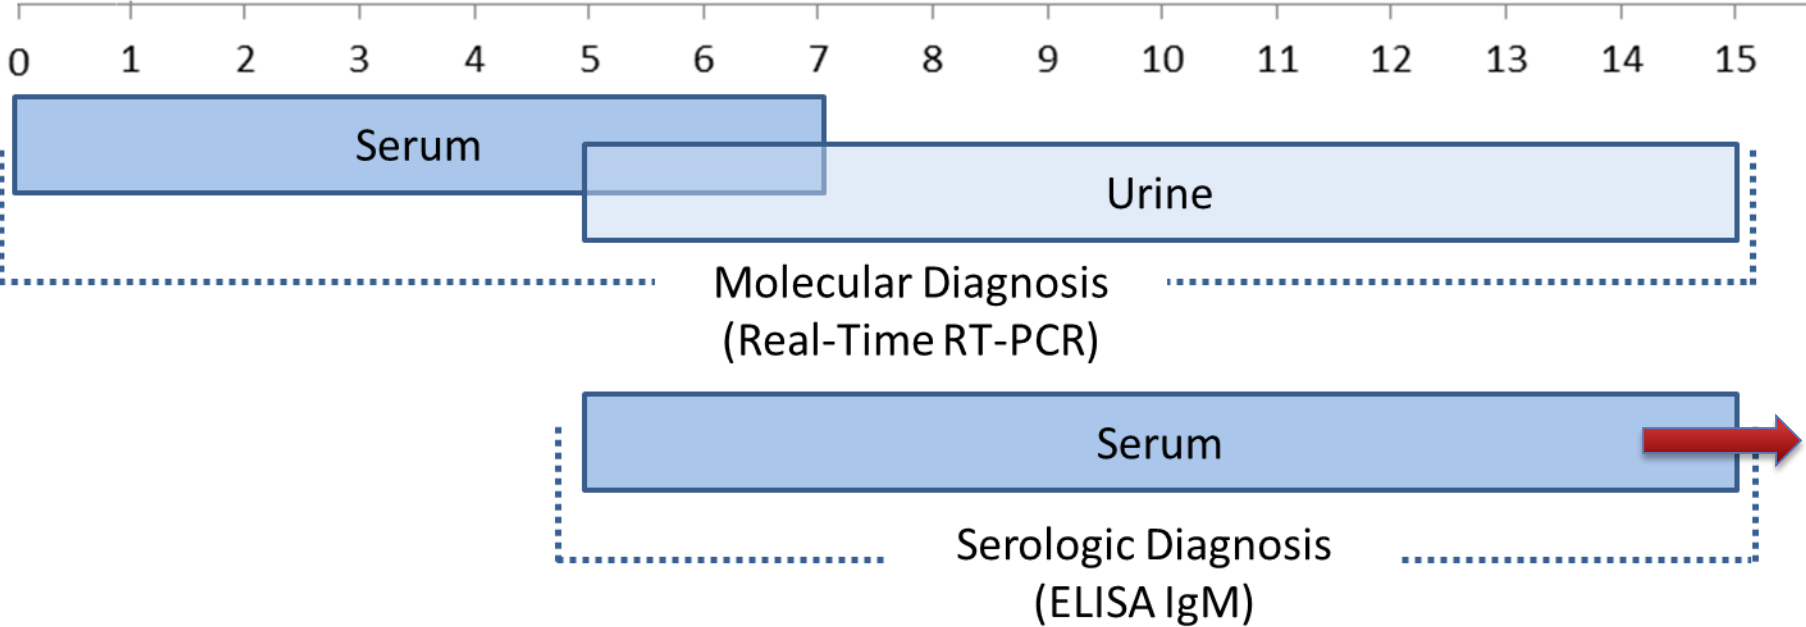 0 1 2 3 4 5 6 7 8 9 10 11 12 13 14 15
Serum
Urine
Molecular Diagnosis
(Real-Time RT-PCR)
Serum
Serologic Diagnosis
(ELISA IgM)